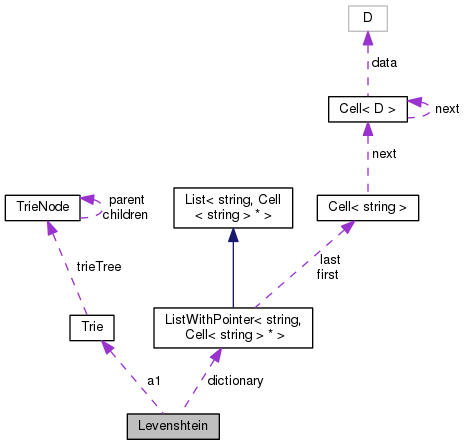 D
data
Cell< D >
next
next
TrieNode
parent
children
List< string, Cell
< string > * >
Cell< string >
trieTree
last
first
Trie
ListWithPointer< string,
Cell< string > * >
a1
dictionary
Levenshtein